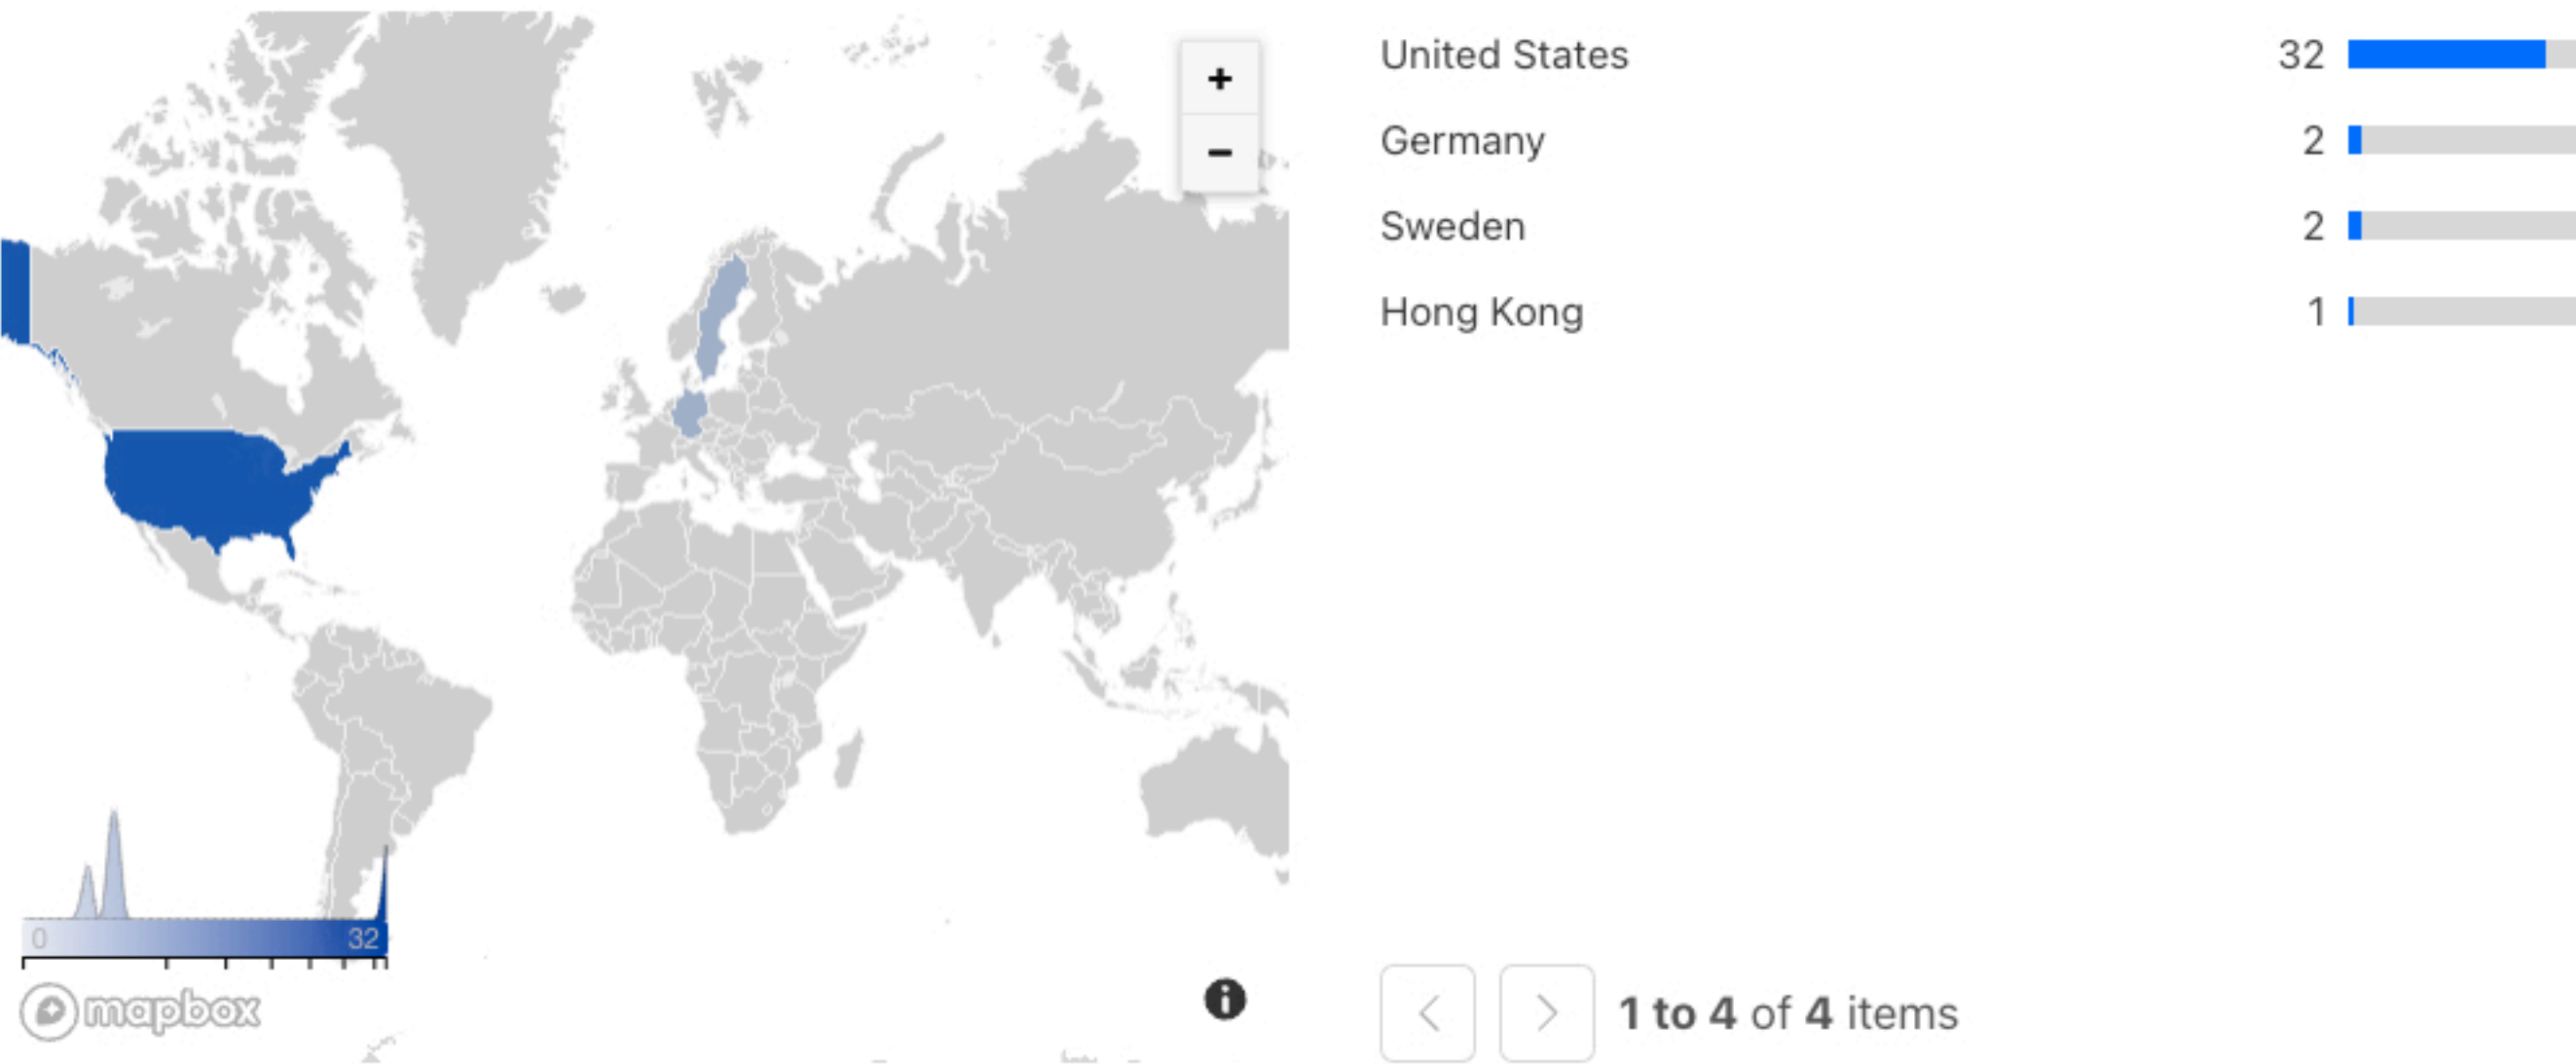 +
−
United States 32
Germany 2
Sweden 2
Hong Kong 1
0 32
mapbox
i
< > 1 to 4 of 4 items